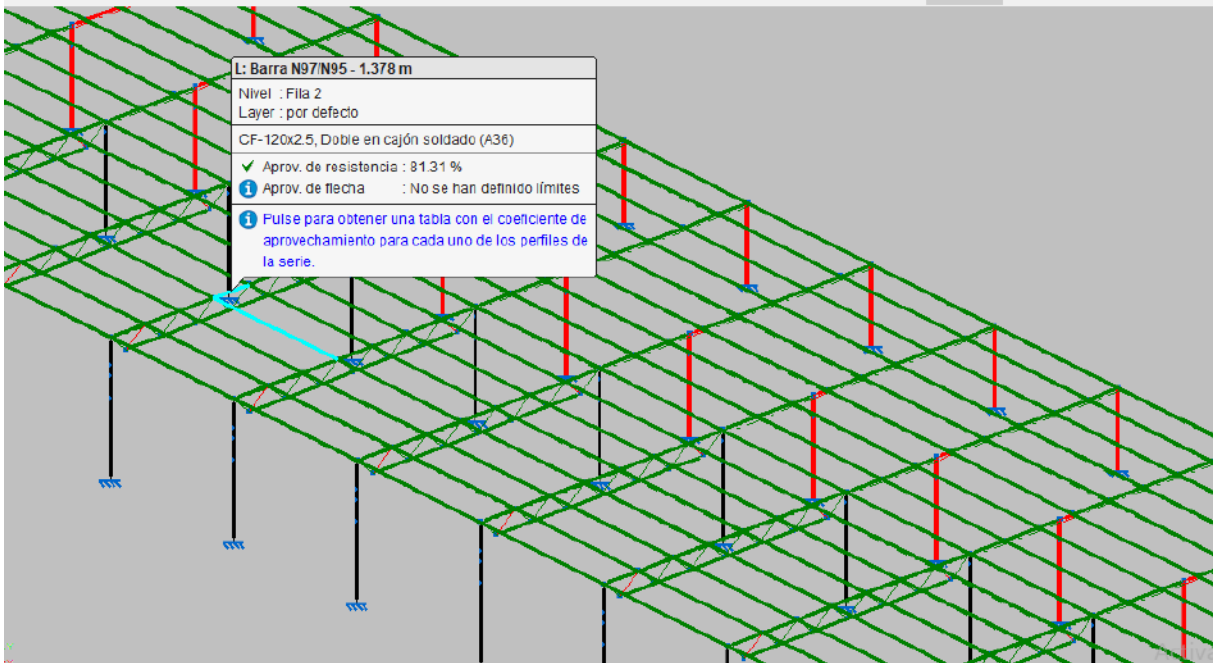 L: Barra N97/N95 - 1.378 m
Nivel : Fila 2
Layer : por defecto
CF-120x2.5, Doble en cajón soldado (A36)
Aprov. de resistencia : 81.31 %
Aprov. de flecha : No se han definido límites
Pulse para obtener una tabla con el coeficiente de
aprovechamiento para cada uno de los perfiles de
la serie.